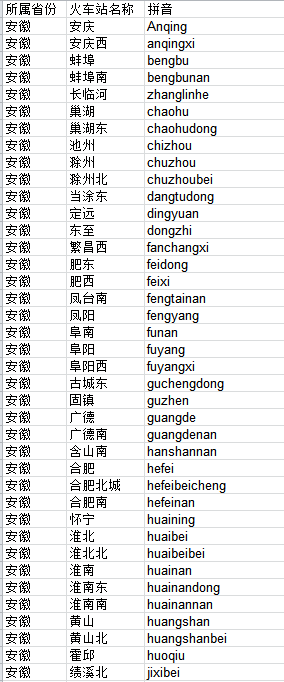 所属省份 火车站名称 拼音
安徽 安庆 Anqing
安徽 安庆西 anqingxi
安徽 蚌埠 bengbu
安徽 蚌埠南 bengbunan
安徽 长临河 zhanglinhe
安徽 巢湖 chaohu
安徽 巢湖东 chaohudong
安徽 池州 chizhou
安徽 滁州 chuzhou
安徽 滁州北 chuzhoubei
安徽 当涂东 dangtudong
安徽 定远 dingyuan
安徽 东至 dongzhi
安徽 繁昌西 fanchangxi
安徽 肥东 feidong
安徽 肥西 feixi
安徽 凤台南 fengtainan
安徽 凤阳 fengyang
安徽 阜南 funan
安徽 阜阳 fuyang
安徽 阜阳西 fuyangxi
安徽 古城东 guchengdong
安徽 固镇 guzhen
安徽 广德 guangde
安徽 广德南 guangdenan
安徽 含山南 hanshannan
安徽 合肥 hefei
安徽 合肥北城 hefeibeicheng
安徽 合肥南 hefeinan
安徽 怀宁 huaining
安徽 淮北 huaibei
安徽 淮北北 huaibeibei
安徽 淮南 huainan
安徽 淮南东 huainandong
安徽 淮南南 huainannan
安徽 黄山 huangshan
安徽 黄山北 huangshanbei
安徽 霍邱 huoqiu
安徽 绩溪北 jixibei